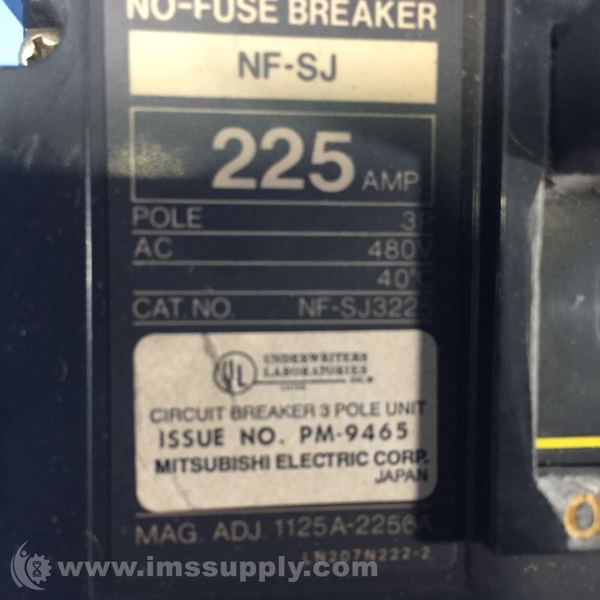 NO-FUSE BREAKER
NF-SJ
225 AMP
POLE 3P
AC 480V
40°C
CAT. NO. NF-SJ3225
UL UNDERWRITERS
LABORATORIES
CIRCUIT BREAKER 3 POLE UNIT
ISSUE NO. PM-9465
MITSUBISHI ELECTRIC CORP.
JAPAN
MAG. ADJ. 1125A-2250A
LN207N222-2
www.imssupply.com